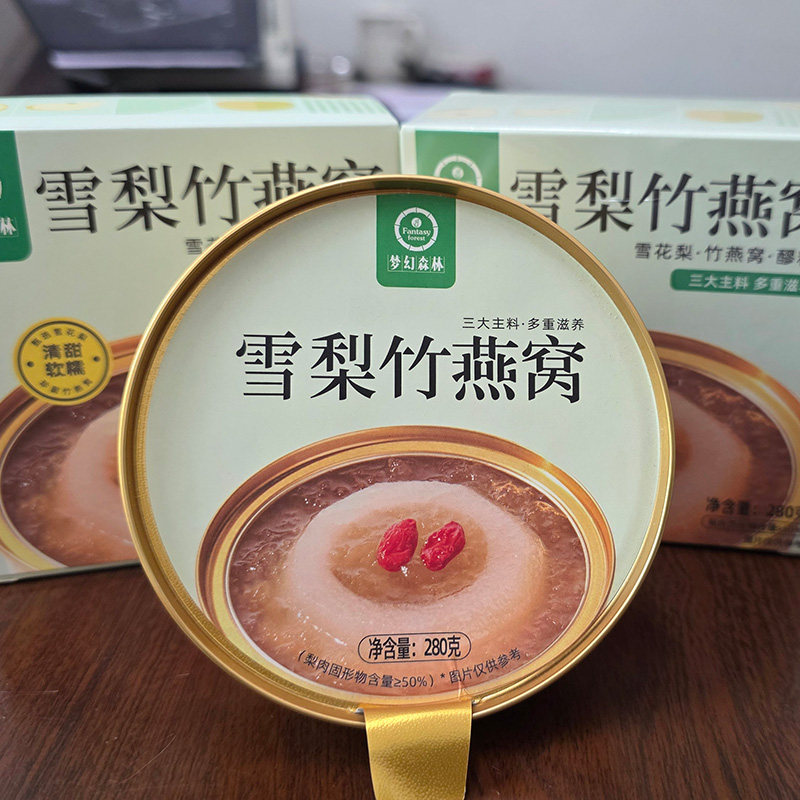 雪梨竹燕窝
森林
清甜
软糯
雪梨竹燕窝
雪花梨·竹燕窝·醪
三大主料 多重滋
净含量：280
Fantasy
forest
梦幻森林
三大主料·多重滋养
雪梨竹燕窝
净含量：280克
（梨肉固形物含量≥50%）*图片仅供参考